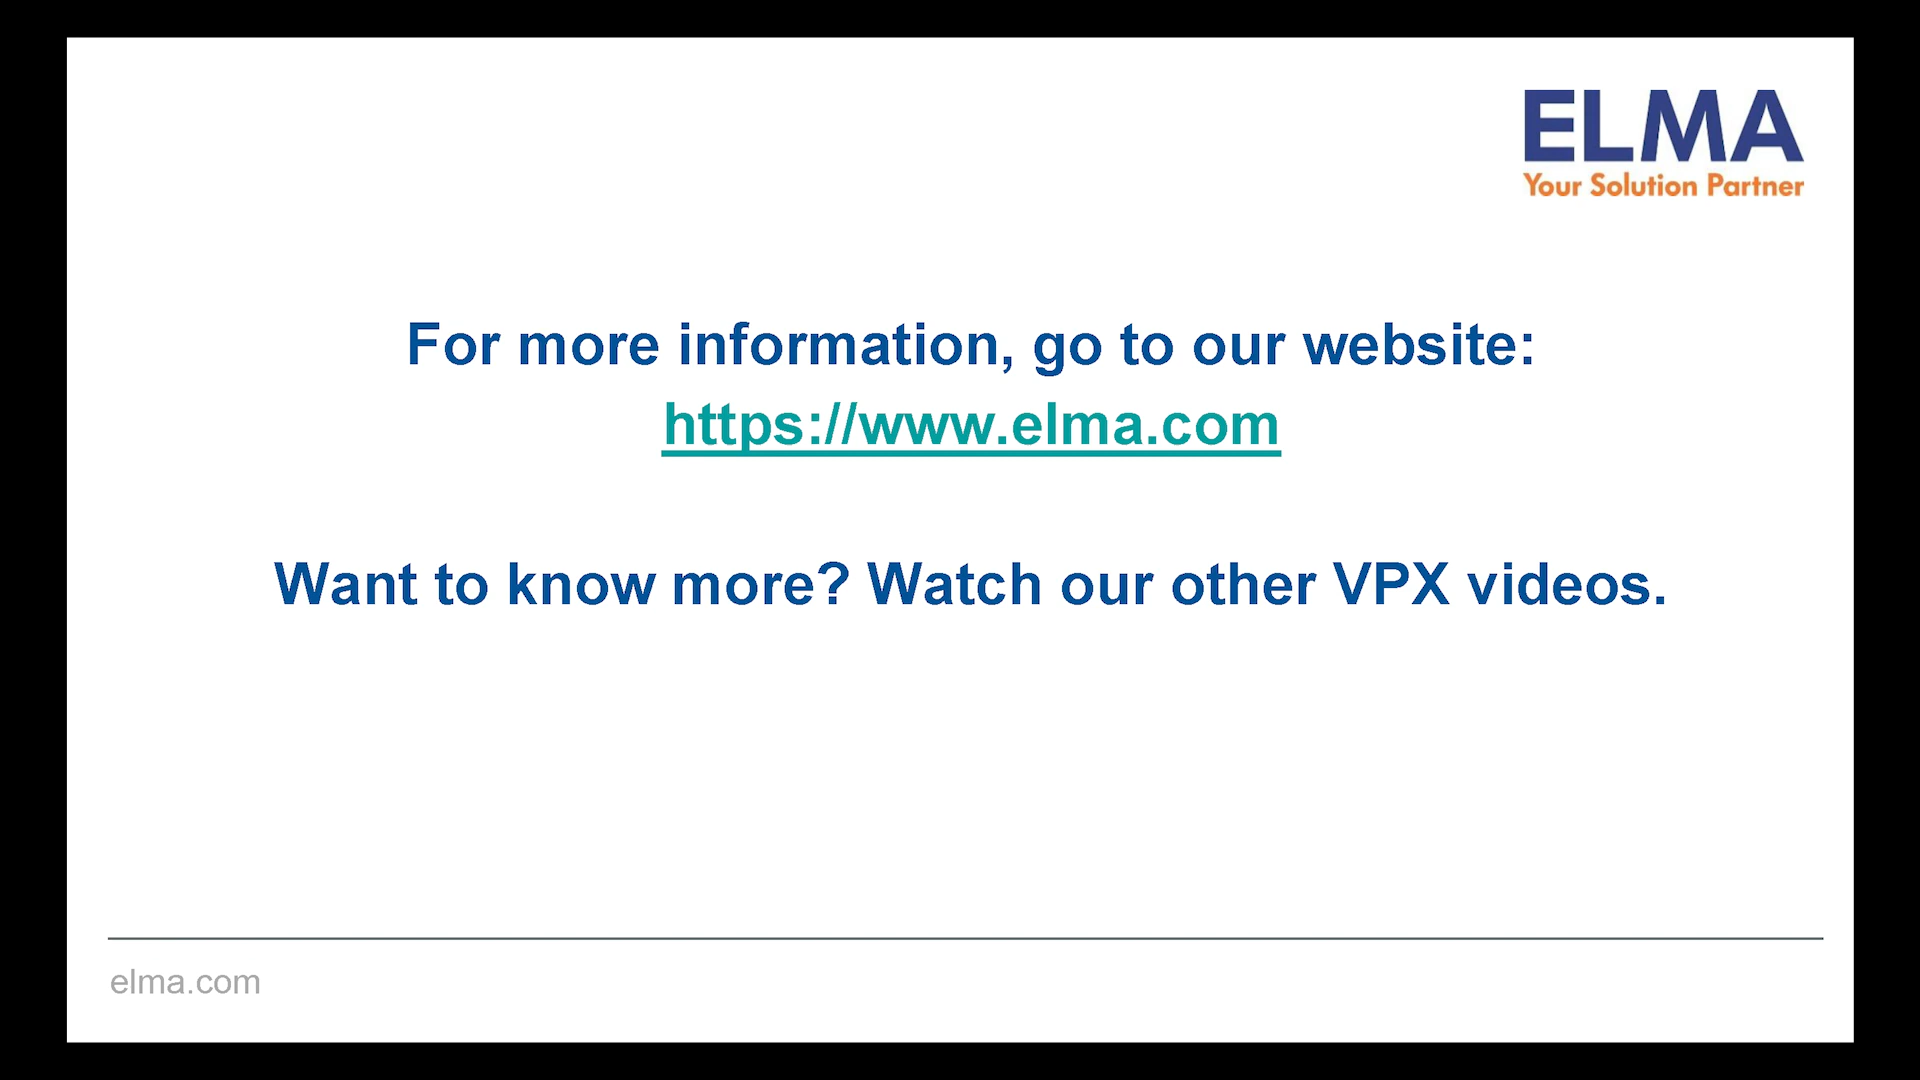 ELMA
Your Solution Partner
For more information, go to our website:
https://www.elma.com
Want to know more? Watch our other VPX videos.
elma.com